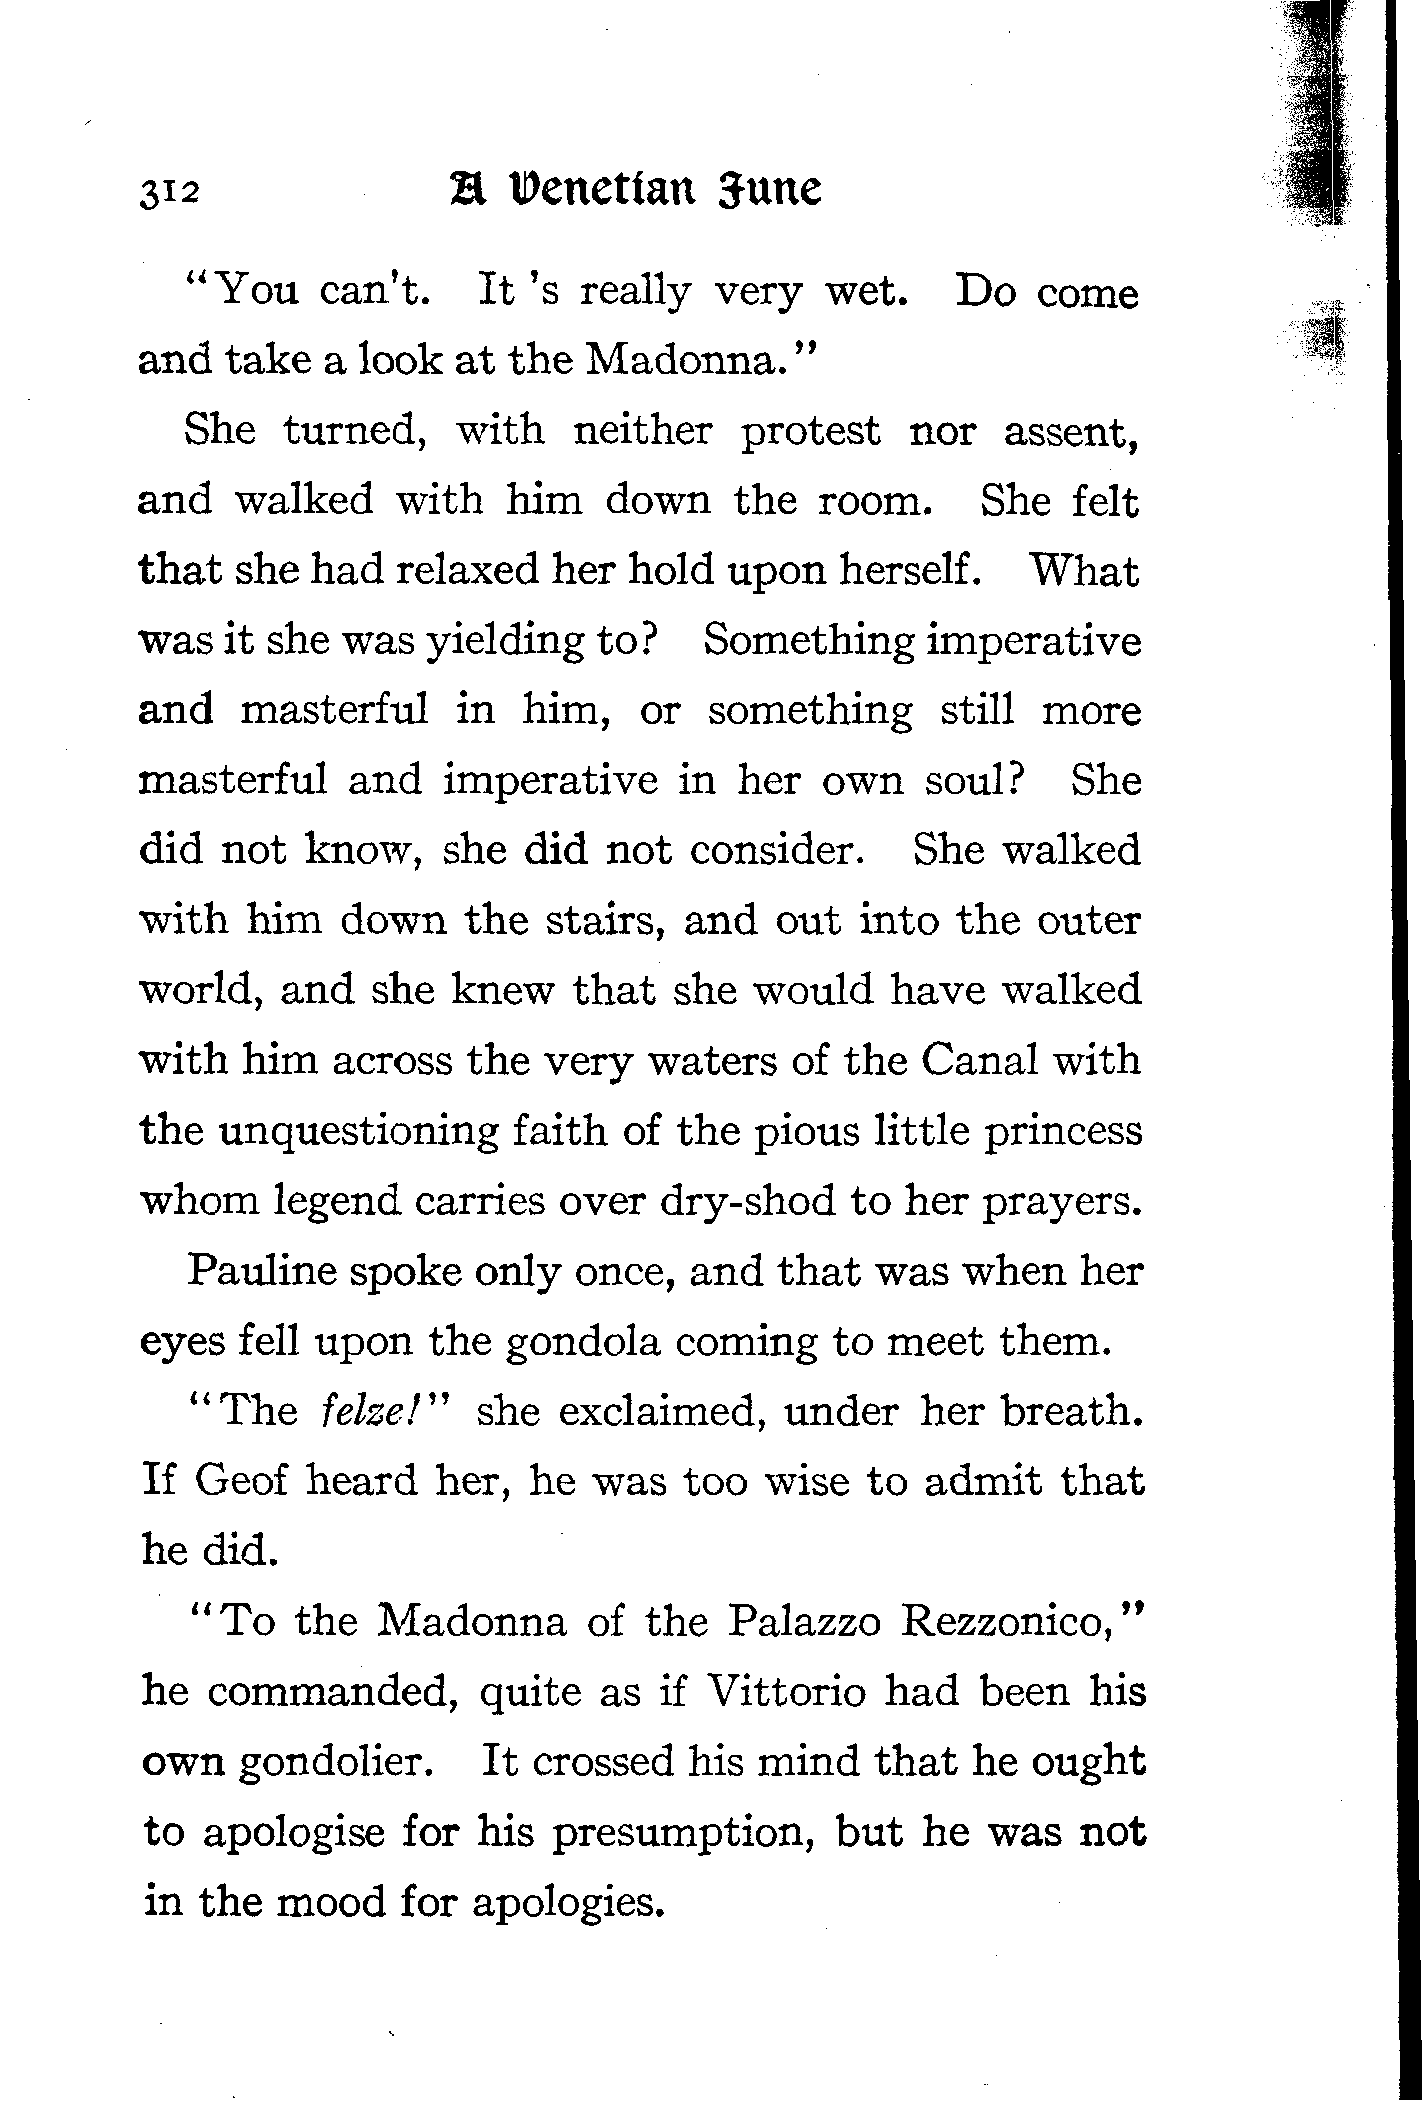 312 A Venetian June
"You can't. It 's really very wet. Do come
and take a look at the Madonna."
She turned, with neither protest nor assent,
and walked with him down the room. She felt
that she had relaxed her hold upon herself. What
was it she was yielding to? Something imperative
and masterful in him, or something still more
masterful and imperative in her own soul? She
did not know, she did not consider. She walked
with him down the stairs, and out into the outer
world, and she knew that she would have walked
with him across the very waters of the Canal with
the unquestioning faith of the pious little princess
whom legend carries over dry-shod to her prayers.
Pauline spoke only once, and that was when her
eyes fell upon the gondola coming to meet them.
"The felze!" she exclaimed, under her breath.
If Geof heard her, he was too wise to admit that
he did.
"To the Madonna of the Palazzo Rezzonico,"
he commanded, quite as if Vittorio had been his
own gondolier. It crossed his mind that he ought
to apologise for his presumption, but he was not
in the mood for apologies.